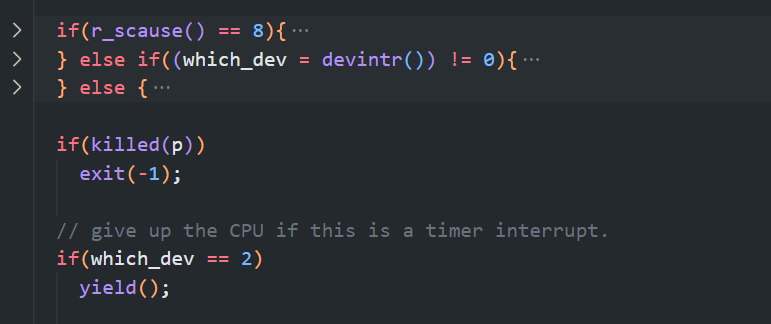 if(r_scause() == 8){ ···
} else if((which_dev = devintr()) != 0){ ···
} else { ···
if(killed(p))
exit(-1);
// give up the CPU if this is a timer interrupt.
if(which_dev == 2)
yield();